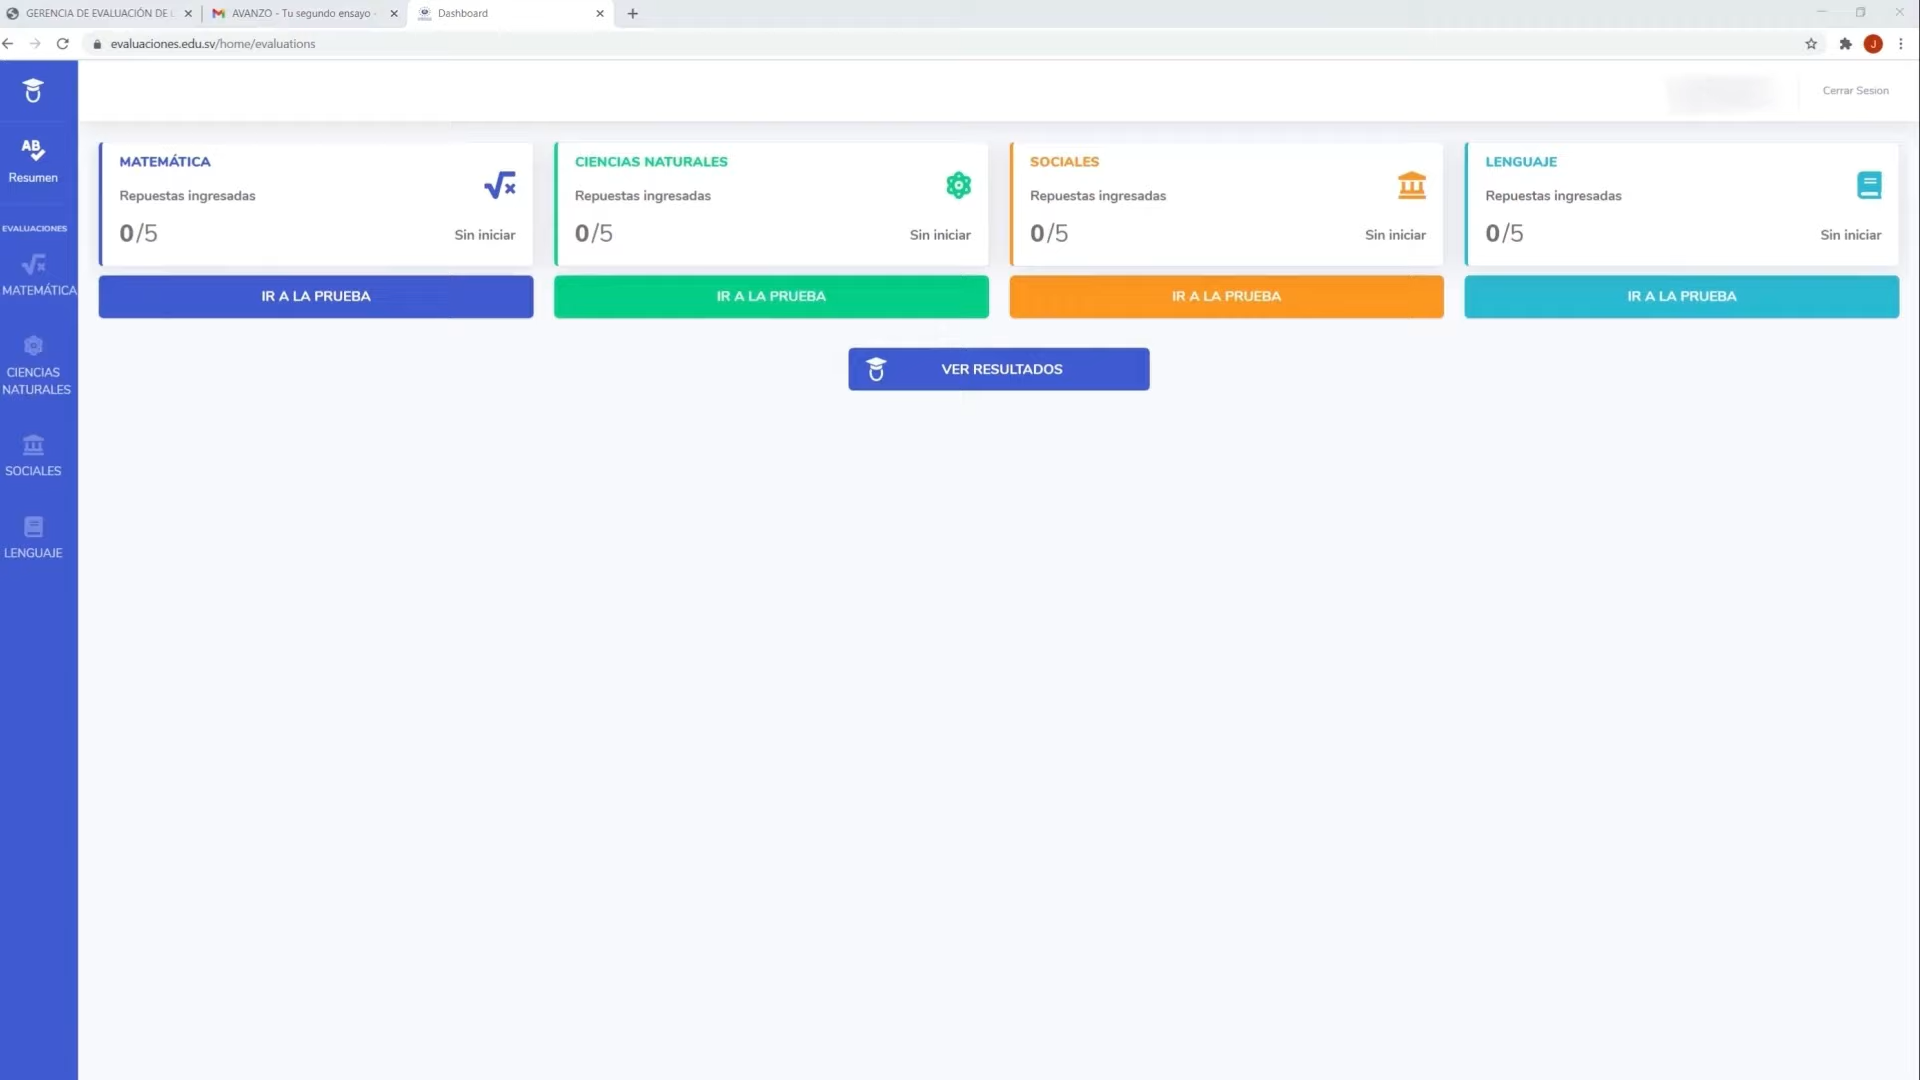 GERENCIA DE EVALUACIÓN DE
AVANZO - Tu segundo ensayo -
Dashboard
evaluaciones.edu.sv/home/evaluations
J
Cerrar Sesion
AB
Resumen
EVALUACIONES
MATEMÁTICA
CIENCIAS
NATURALES
SOCIALES
LENGUAJE
MATEMÁTICA
Repuestas ingresadas
0/5
Sin iniciar
IR A LA PRUEBA
CIENCIAS NATURALES
Repuestas ingresadas
0/5
Sin iniciar
IR A LA PRUEBA
SOCIALES
Repuestas ingresadas
0/5
Sin iniciar
IR A LA PRUEBA
LENGUAJE
Repuestas ingresadas
0/5
Sin iniciar
IR A LA PRUEBA
VER RESULTADOS